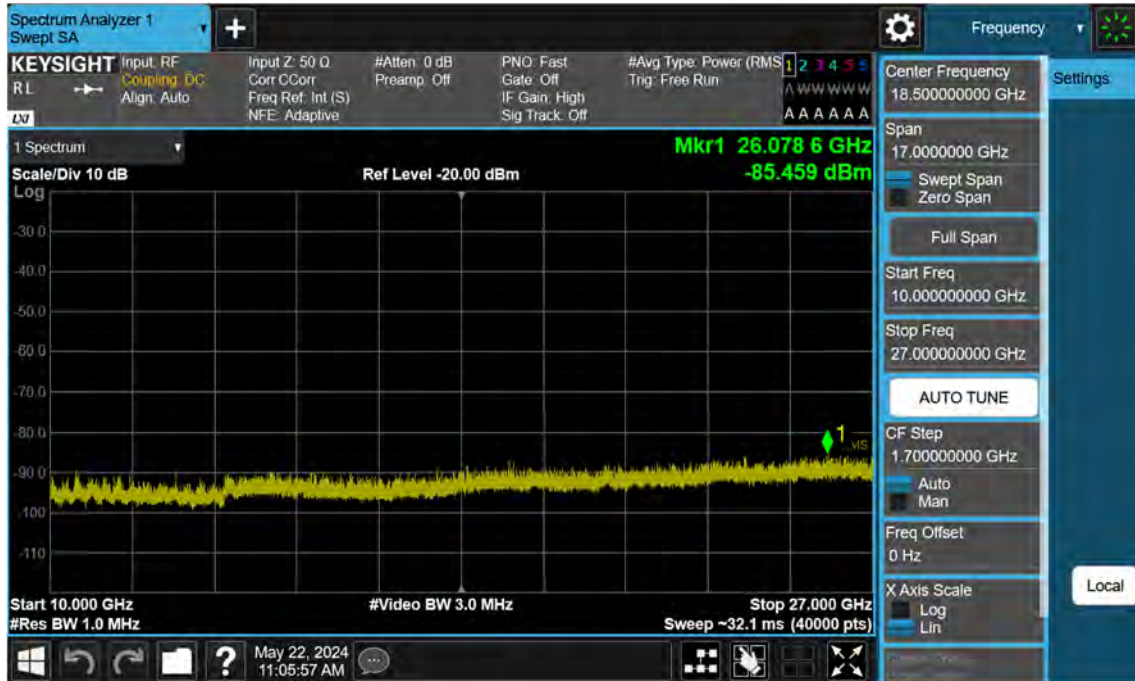 Spectrum Analyzer 1
Swept SA
Frequency
KEYSIGHT
RL
LXI
Input: RF
Coupling: DC
Align: Auto
Input Z: 50 Ω
Corr CCorr
Freq Ref: Int (S)
NFE: Adaptive
#Atten: 0 dB
Preamp: Off
PNO: Fast
Gate: Off
IF Gain: High
Sig Track: Off
#Avg Type: Power (RMS
Trig: Free Run
1 2 3 4 5 6
A W W W W W
A A A A A A
1 Spectrum
Scale/Div 10 dB
Ref Level -20.00 dBm
Mkr1 26.078 6 GHz
-85.459 dBm
Log
-30.0
-40.0
-50.0
-60.0
-70.0
-80.0
-90.0
-100
-110
1
Start 10.000 GHz
#Res BW 1.0 MHz
#Video BW 3.0 MHz
Stop 27.000 GHz
Sweep ~32.1 ms (40000 pts)
?
May 22, 2024
11:05:57 AM
Center Frequency
18.500000000 GHz
Span
17.0000000 GHz
Swept Span
Zero Span
Full Span
Start Freq
10.000000000 GHz
Stop Freq
27.000000000 GHz
AUTO TUNE
CF Step
1.700000000 GHz
Auto
Man
Freq Offset
0 Hz
X Axis Scale
Log
Lin
Settings
Local